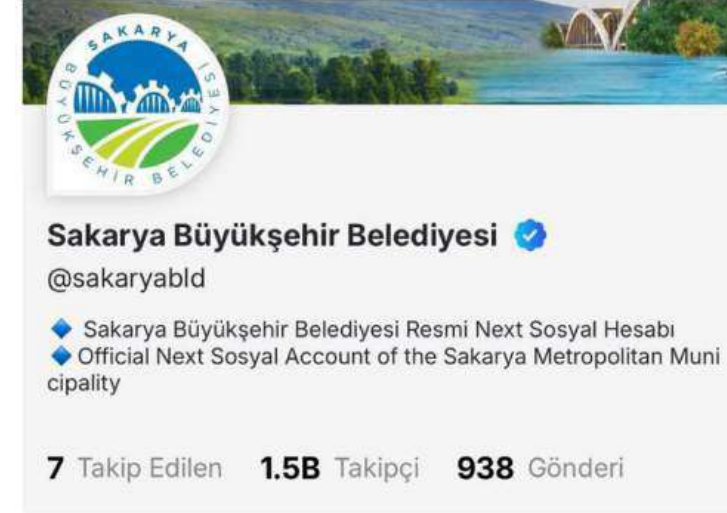 SAKARYA
BÜYÜKŞEHİR BELEDİYESİ
Sakarya Büyükşehir Belediyesi
@sakaryabld
🔷 Sakarya Büyükşehir Belediyesi Resmi Next Sosyal Hesabı
🔷 Official Next Sosyal Account of the Sakarya Metropolitan Muni
cipality
7 Takip Edilen 1.5B Takipçi 938 Gönderi